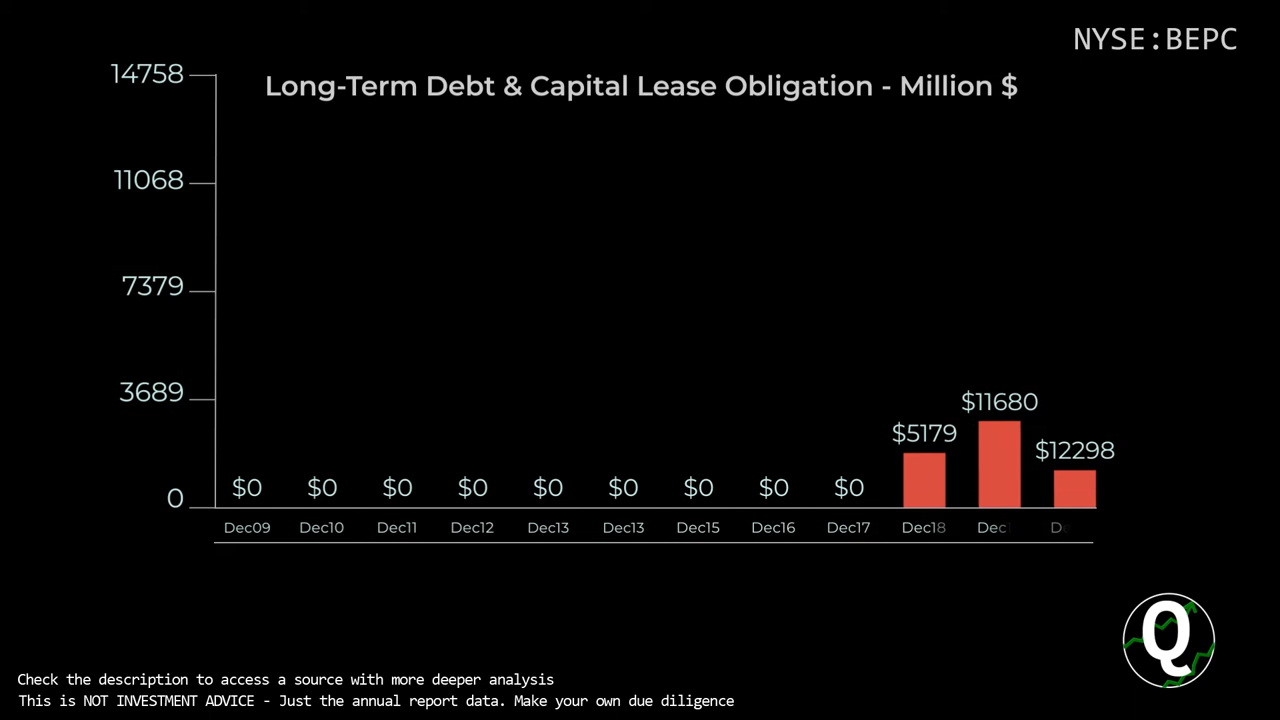 NYSE:BEPC
Long-Term Debt & Capital Lease Obligation - Million $
14758
11068
7379
3689
0
$0 $0 $0 $0 $0 $0 $0 $0 $0 $5179 $11680 $12298
Dec09 Dec10 Dec11 Dec12 Dec13 Dec13 Dec15 Dec16 Dec17 Dec18 Dec
Q
Check the description to access a source with more deeper analysis
This is NOT INVESTMENT ADVICE - Just the annual report data. Make your own due diligence